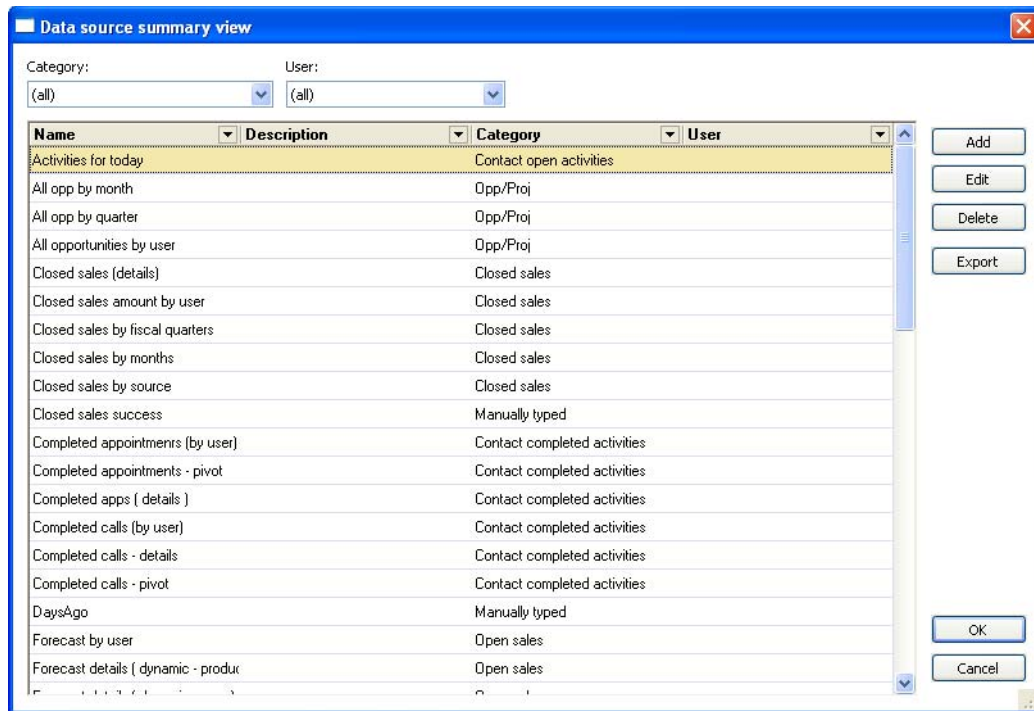 Data source summary view
Category: User:
(all) (all)
Name Description Category User
Activities for today Contact open activities
All opp by month Opp/Proj
All opp by quarter Opp/Proj
All opportunities by user Opp/Proj
Closed sales (details) Closed sales
Closed sales amount by user Closed sales
Closed sales by fiscal quarters Closed sales
Closed sales by months Closed sales
Closed sales by source Closed sales
Closed sales success Manually typed
Completed appointmenrs (by user) Contact completed activities
Completed appointments - pivot Contact completed activities
Completed apps ( details ) Contact completed activities
Completed calls (by user) Contact completed activities
Completed calls - details Contact completed activities
Completed calls - pivot Contact completed activities
DaysAgo Manually typed
Forecast by user Open sales
Forecast details ( dynamic - produc Open sales
Add
Edit
Delete
Export
OK
Cancel